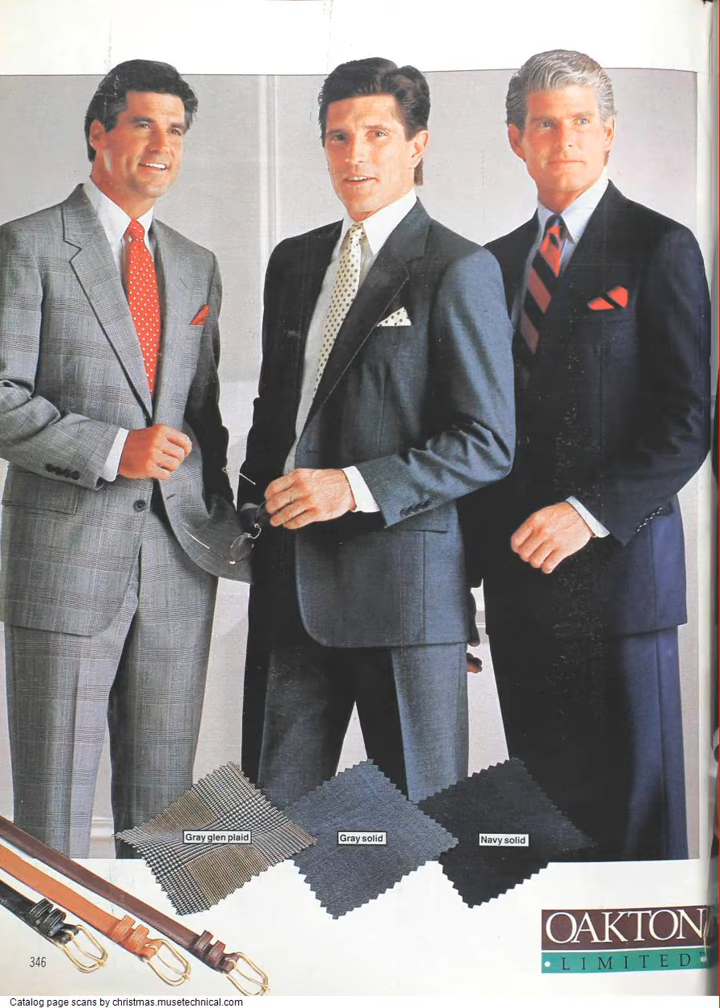 Gray glen plaid
Gray solid
Navy solid
OAKTON
LIMITED
346
Catalog page scans by christmas.musetechnical.com